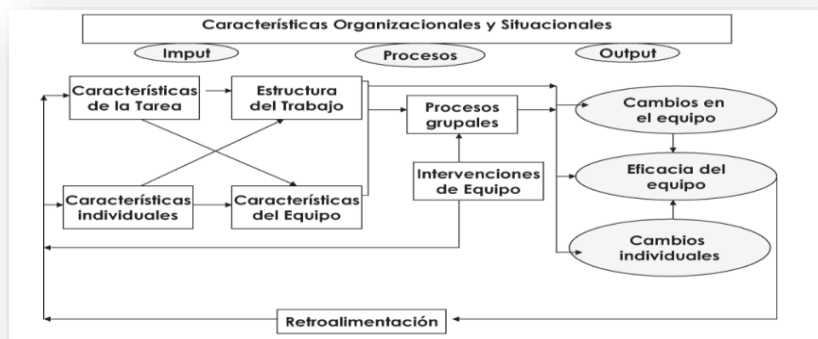 Características Organizacionales y Situacionales
Imput
Procesos
Output
Características
de la Tarea
Estructura
del Trabajo
Procesos
grupales
Cambios en
el equipo
Características
individuales
Características
del Equipo
Intervenciones
de Equipo
Eficacia del
equipo
Cambios
individuales
Retroalimentación